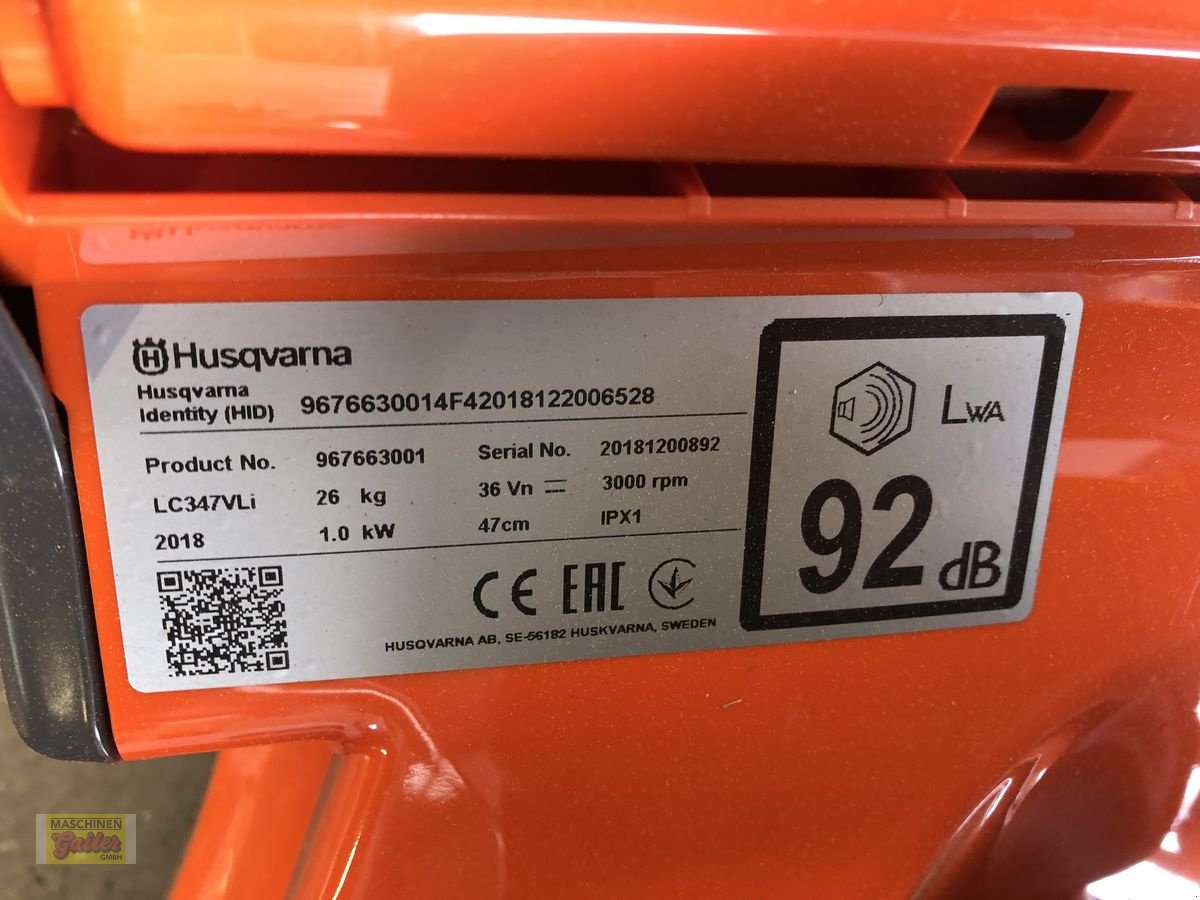 Husqvarna
Husqvarna
Identity (HID) 9676630014F42018122006528
Product No. 967663001 Serial No. 20181200892
LC347VLi 26 kg 36 Vn 3000 rpm
2018 1.0 kW 47cm IPX1
CE EAC
HUSQVARNA AB, SE-56182 HUSKVARNA, SWEDEN
LWA
92 dB
MASCHINEN
Gailer
GMBH